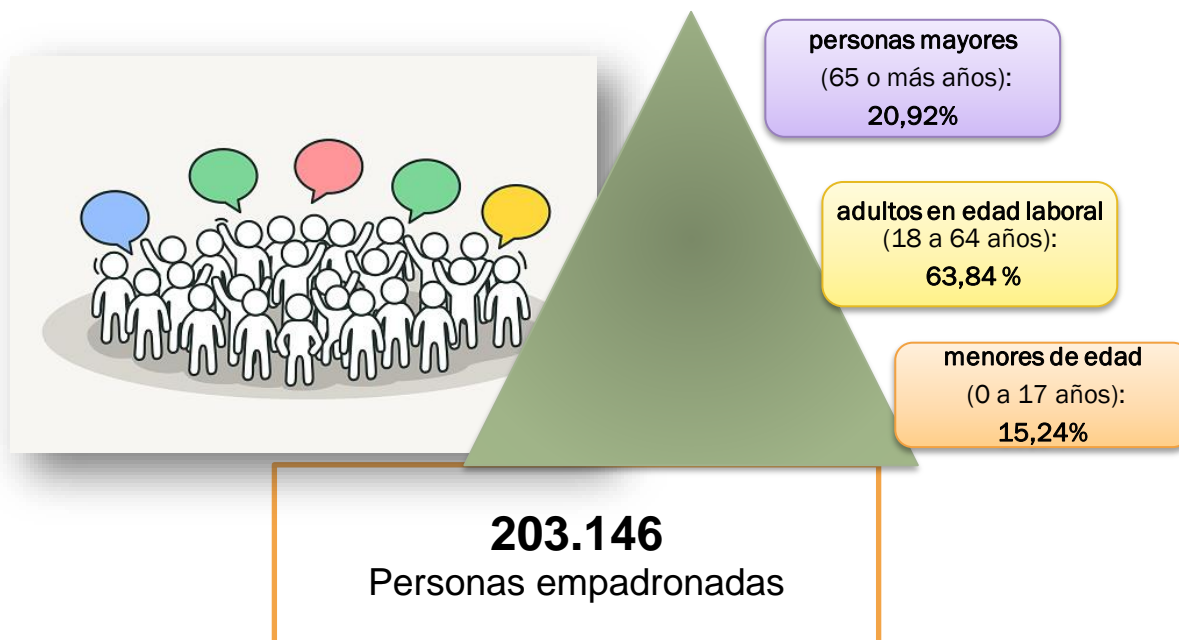 personas mayores
(65 o más años):
20,92%
adultos en edad laboral
(18 a 64 años):
63,84 %
menores de edad
(0 a 17 años):
15,24%
203.146
Personas empadronadas